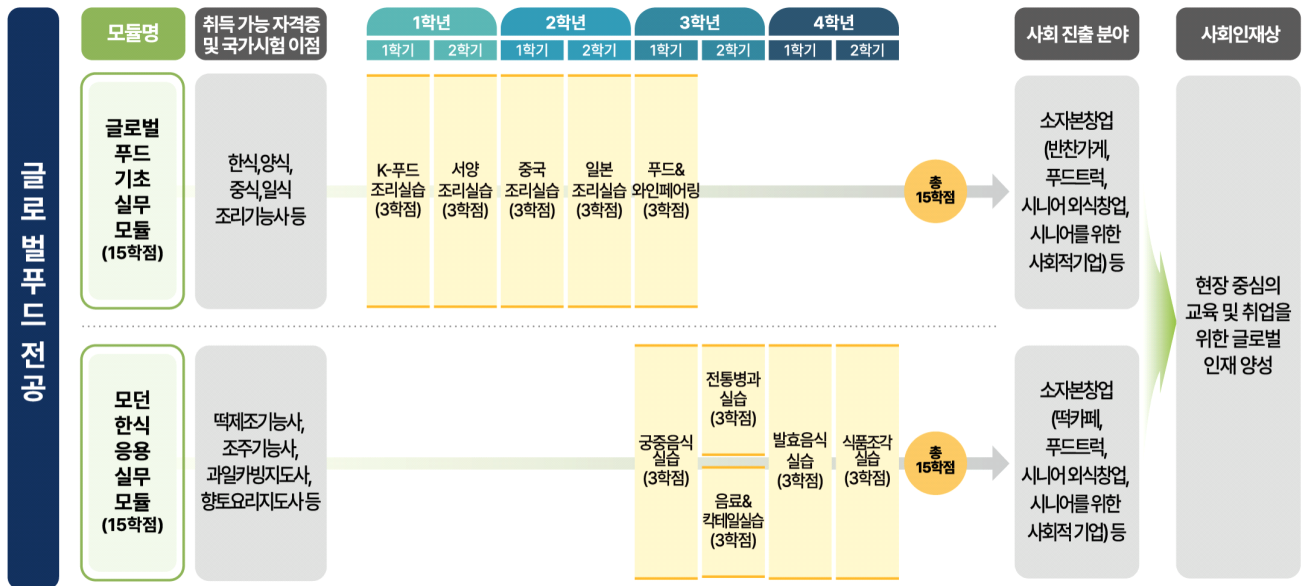 글로벌푸드 전공
모듈명
취득 가능 자격증
및 국가시험 이점
1학년
2학년
3학년
4학년
1학기
2학기
1학기
2학기
1학기
2학기
1학기
2학기
사회 진출 분야
사회인재상
글로벌
푸드
기초
실무
모듈
(15학점)
한식,양식,
중식,일식
조리기능사 등
K-푸드
조리실습
(3학점)
서양
조리실습
(3학점)
중국
조리실습
(3학점)
일본
조리실습
(3학점)
푸드&
와인페어링
(3학점)
총
15학점
소자본창업
(반찬가게,
푸드트럭,
시니어 외식창업,
시니어를 위한
사회적기업) 등
모던
한식
응용
실무
모듈
(15학점)
떡제조기능사,
조주기능사,
과일카빙지도사,
향토요리지도사 등
궁중음식
실습
(3학점)
전통병과
실습
(3학점)
음료&
칵테일실습
(3학점)
발효음식
실습
(3학점)
식품조각
실습
(3학점)
총
15학점
소자본창업
(떡카페,
푸드트럭,
시니어 외식창업,
시니어를 위한
사회적 기업) 등
현장 중심의
교육 및 취업을
위한 글로벌
인재 양성